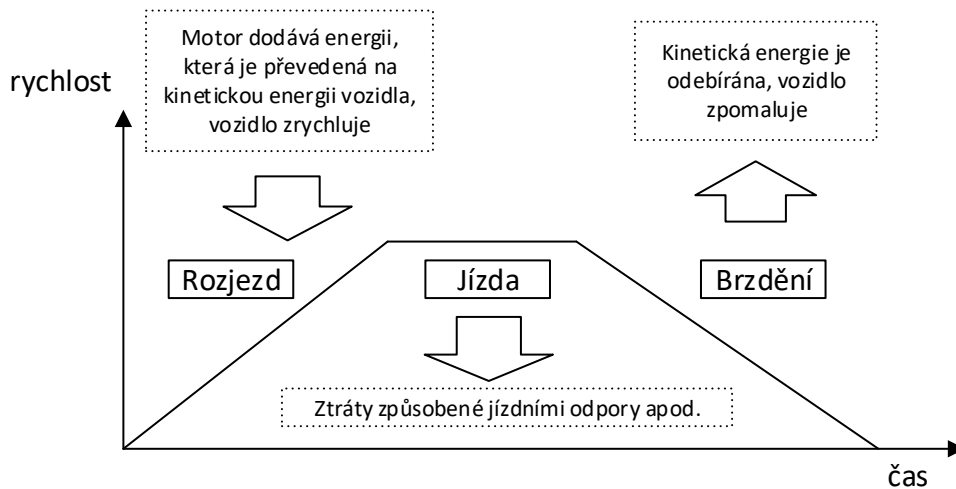 rychlost
Motor dodává energii,
která je převedená na
kinetickou energii vozidla,
vozidlo zrychluje
Kinetická energie je
odebírána, vozidlo
zpomaluje
Rozjezd
Jízda
Brzdění
Ztráty způsobené jízdními odpory apod.
čas